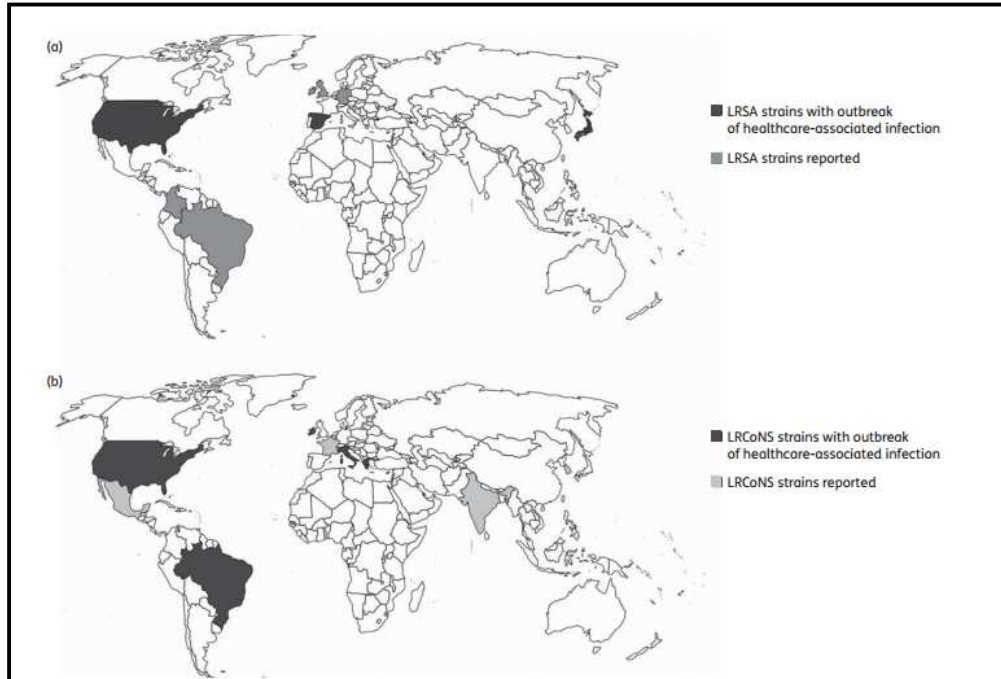 (a)
LRSA strains with outbreak
of healthcare-associated infection
LRSA strains reported
(b)
LRCoNS strains with outbreak
of healthcare-associated infection
LRCoNS strains reported